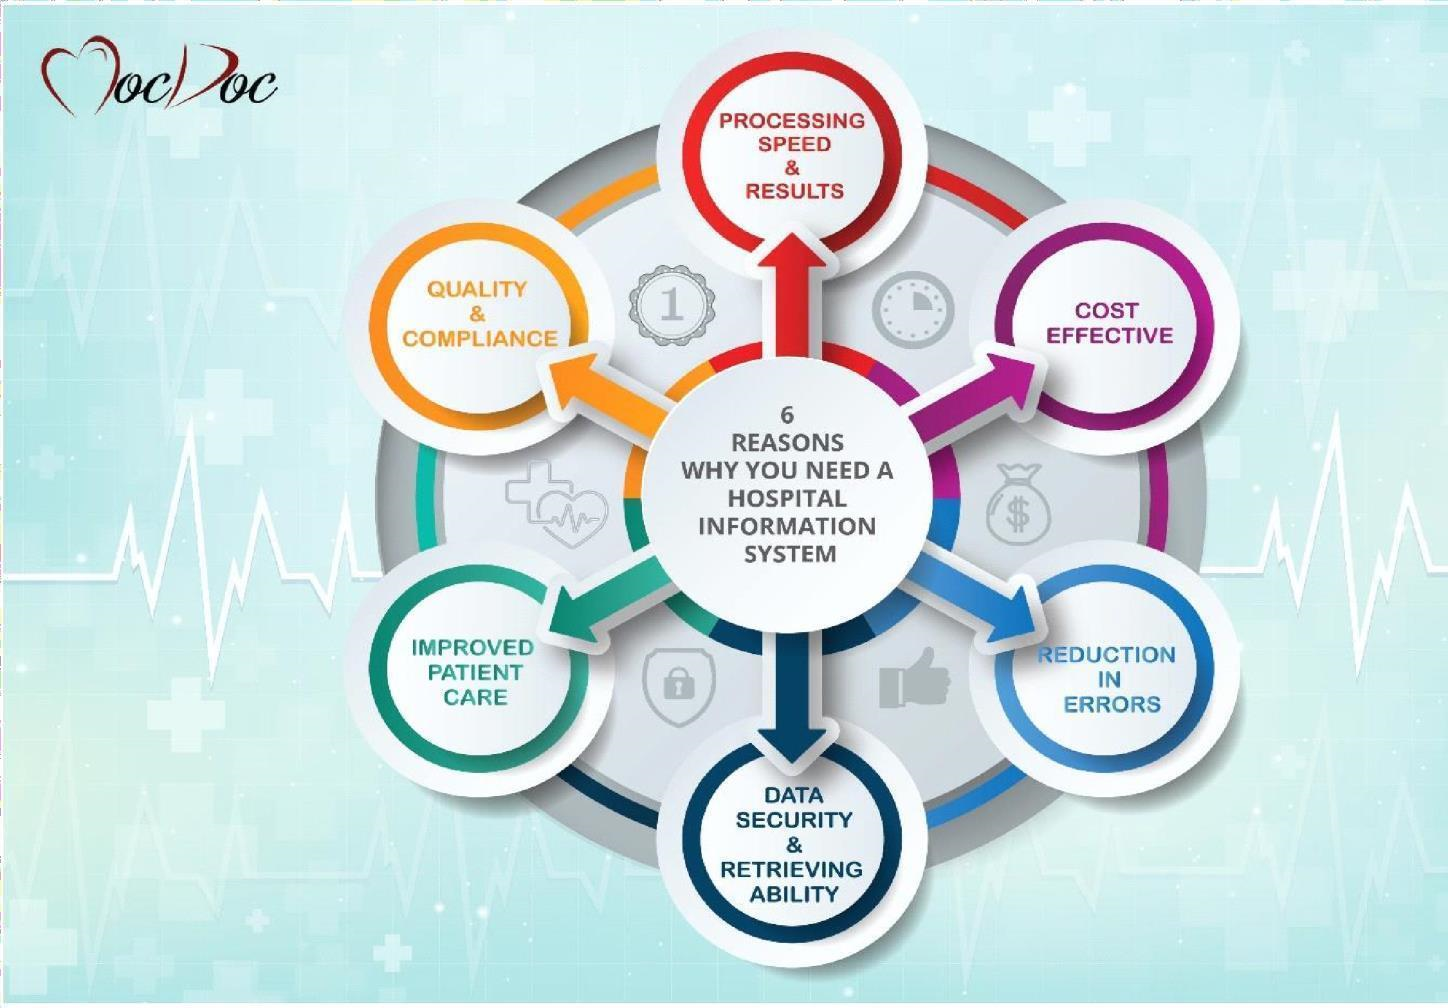 MocDoc
PROCESSING
SPEED
&
RESULTS
COST
EFFECTIVE
REDUCTION
IN
ERRORS
DATA
SECURITY
&
RETRIEVING
ABILITY
IMPROVED
PATIENT
CARE
QUALITY
&
COMPLIANCE
1
$
6
REASONS
WHY YOU NEED A
HOSPITAL
INFORMATION
SYSTEM